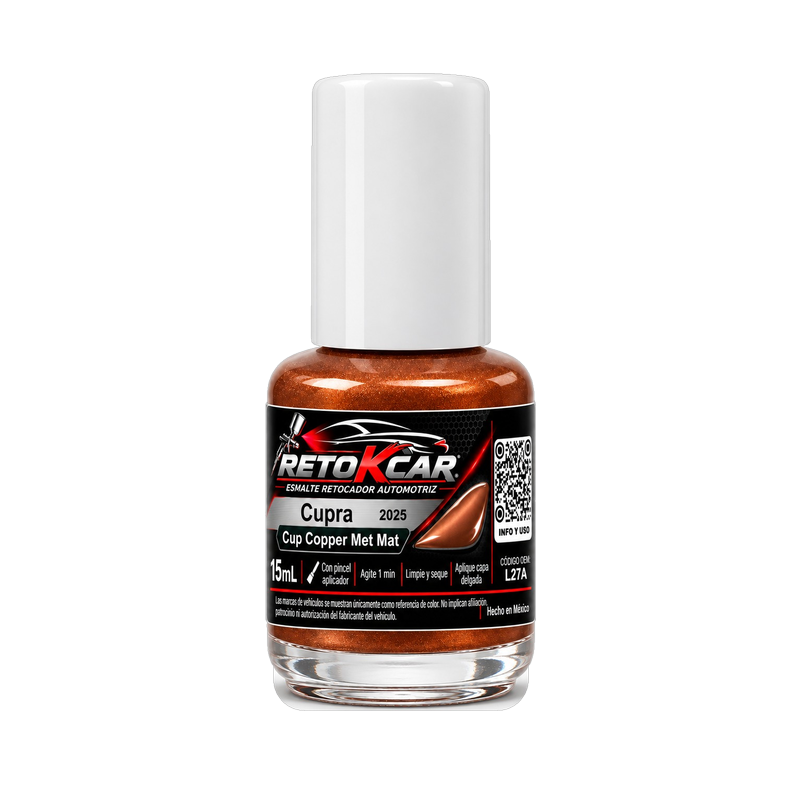 RETOKCAR®
ESMALTE RETOCADOR AUTOMOTRIZ
Cupra 2025
Cup Copper Met Mat
INFO Y USO
CÓDIGO OEM:
L27A
15mL
Con pincel
aplicador
Agite 1 min
Limpie y seque
Aplique capa
delgada
Las marcas de vehículos se muestran únicamente como referencia de color. No implican afiliación,
patrocinio ni autorización del fabricante del vehículo.
Hecho en México